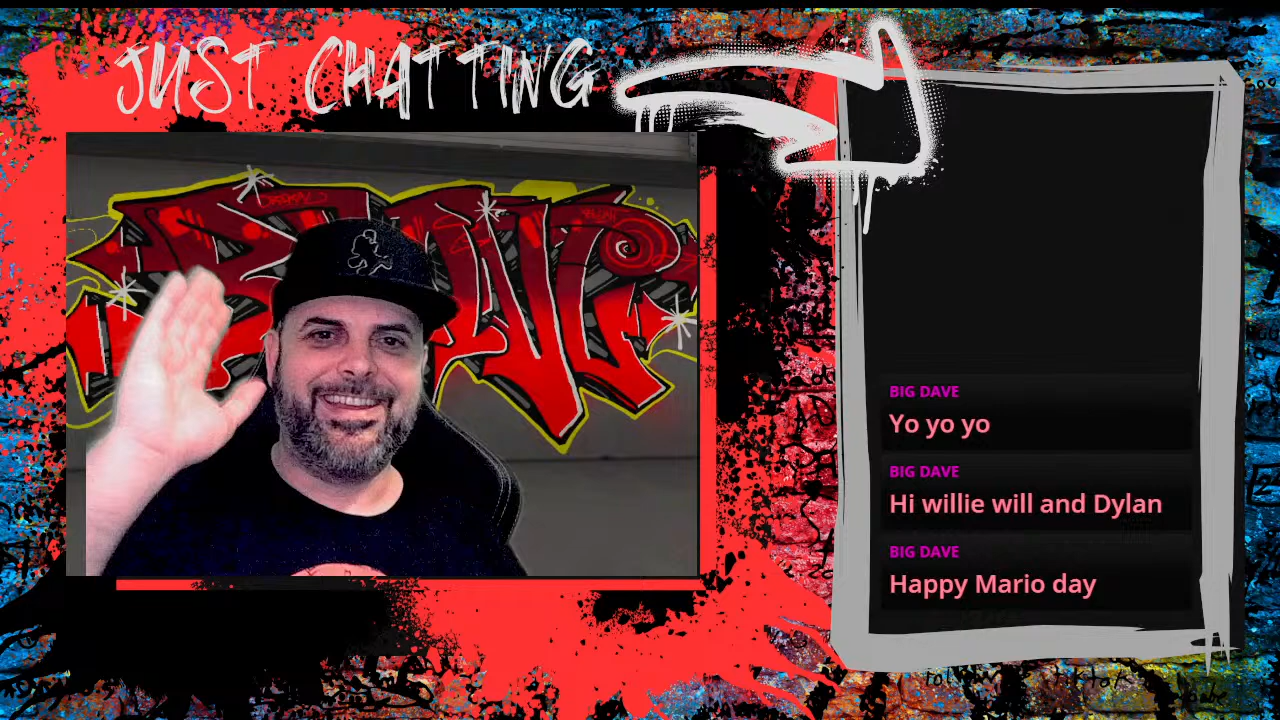 JUST CHATTING
BIG DAVE
Yo yo yo
BIG DAVE
Hi willie will and Dylan
BIG DAVE
Happy Mario day